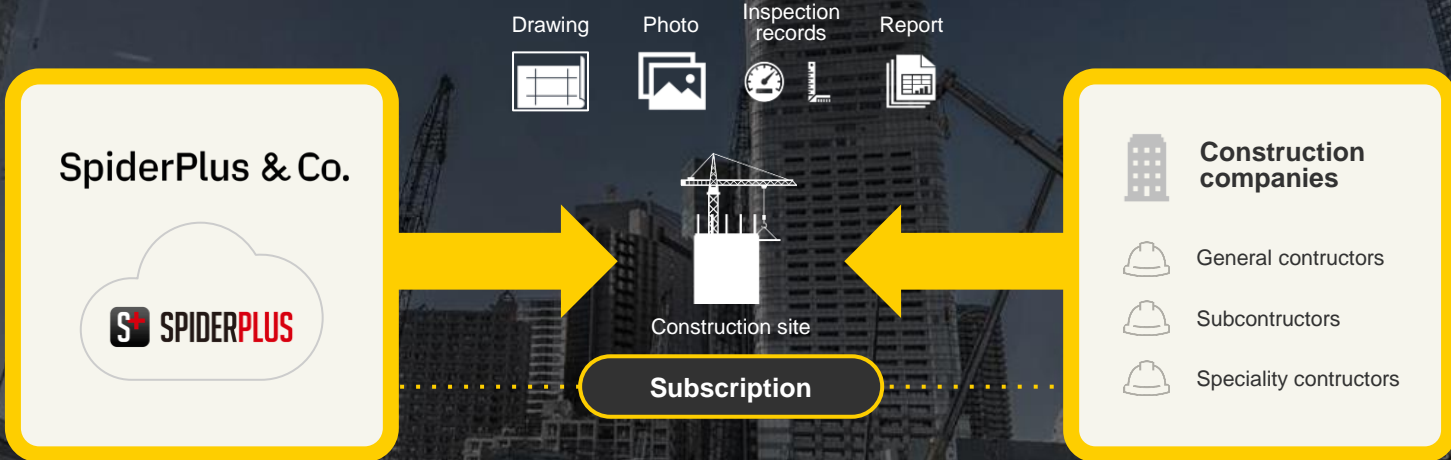 Drawing
Photo
Inspection
records
Report
SpiderPlus & Co.
S+ SPIDERPLUS
Construction site
Subscription
Construction
companies
General contructors
Subcontructors
Speciality contructors